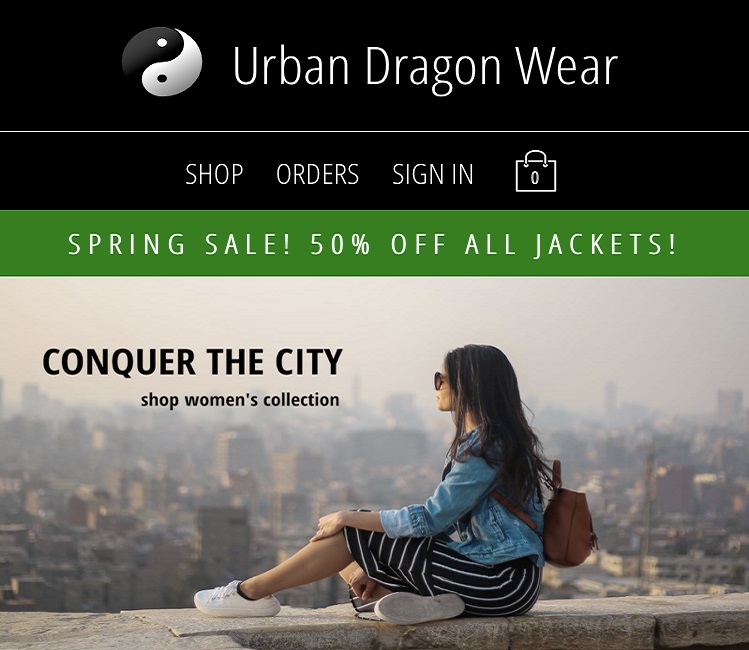 Urban Dragon Wear
SHOP ORDERS SIGN IN 0
SPRING SALE! 50% OFF ALL JACKETS!
CONQUER THE CITY
shop women's collection